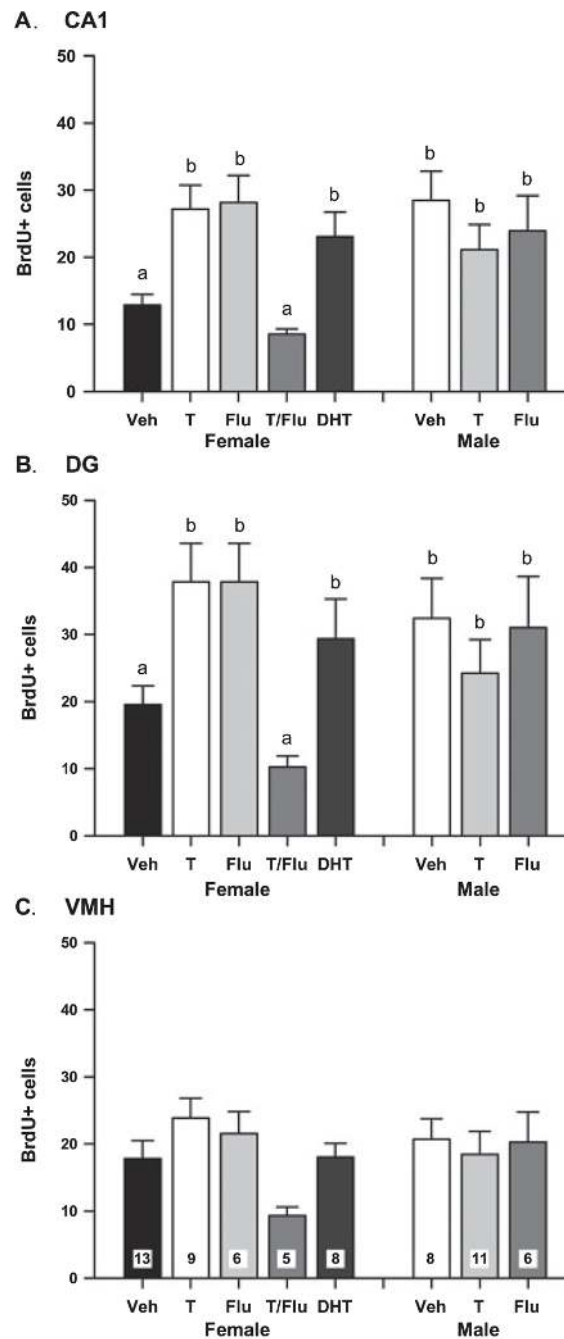 A. CA1
50
40
30
20
10
0
BrdU+ cells
a b b a b b b b
Veh T Flu T/Flu DHT Veh T Flu
Female Male
B. DG
50
40
30
20
10
0
BrdU+ cells
a b b a b b b b
Veh T Flu T/Flu DHT Veh T Flu
Female Male
C. VMH
50
40
30
20
10
0
BrdU+ cells
13 9 6 5 8 8 11 6
Veh T Flu T/Flu DHT Veh T Flu
Female Male